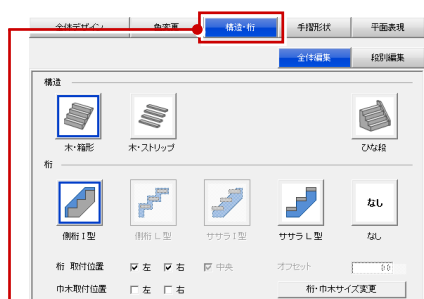 全体デザイン 色変更 構造・桁 手摺形状 平面表現
全体編集 段別編集
構造
木・箱形 木・ストリップ ひな段
桁
なし
側桁Ⅰ型 側桁Ｌ型 ササラⅠ型 ササラＬ型 なし
桁 取付位置 左 右 中央 オフセット
巾木取付位置 左 右 桁・巾木サイズ変更